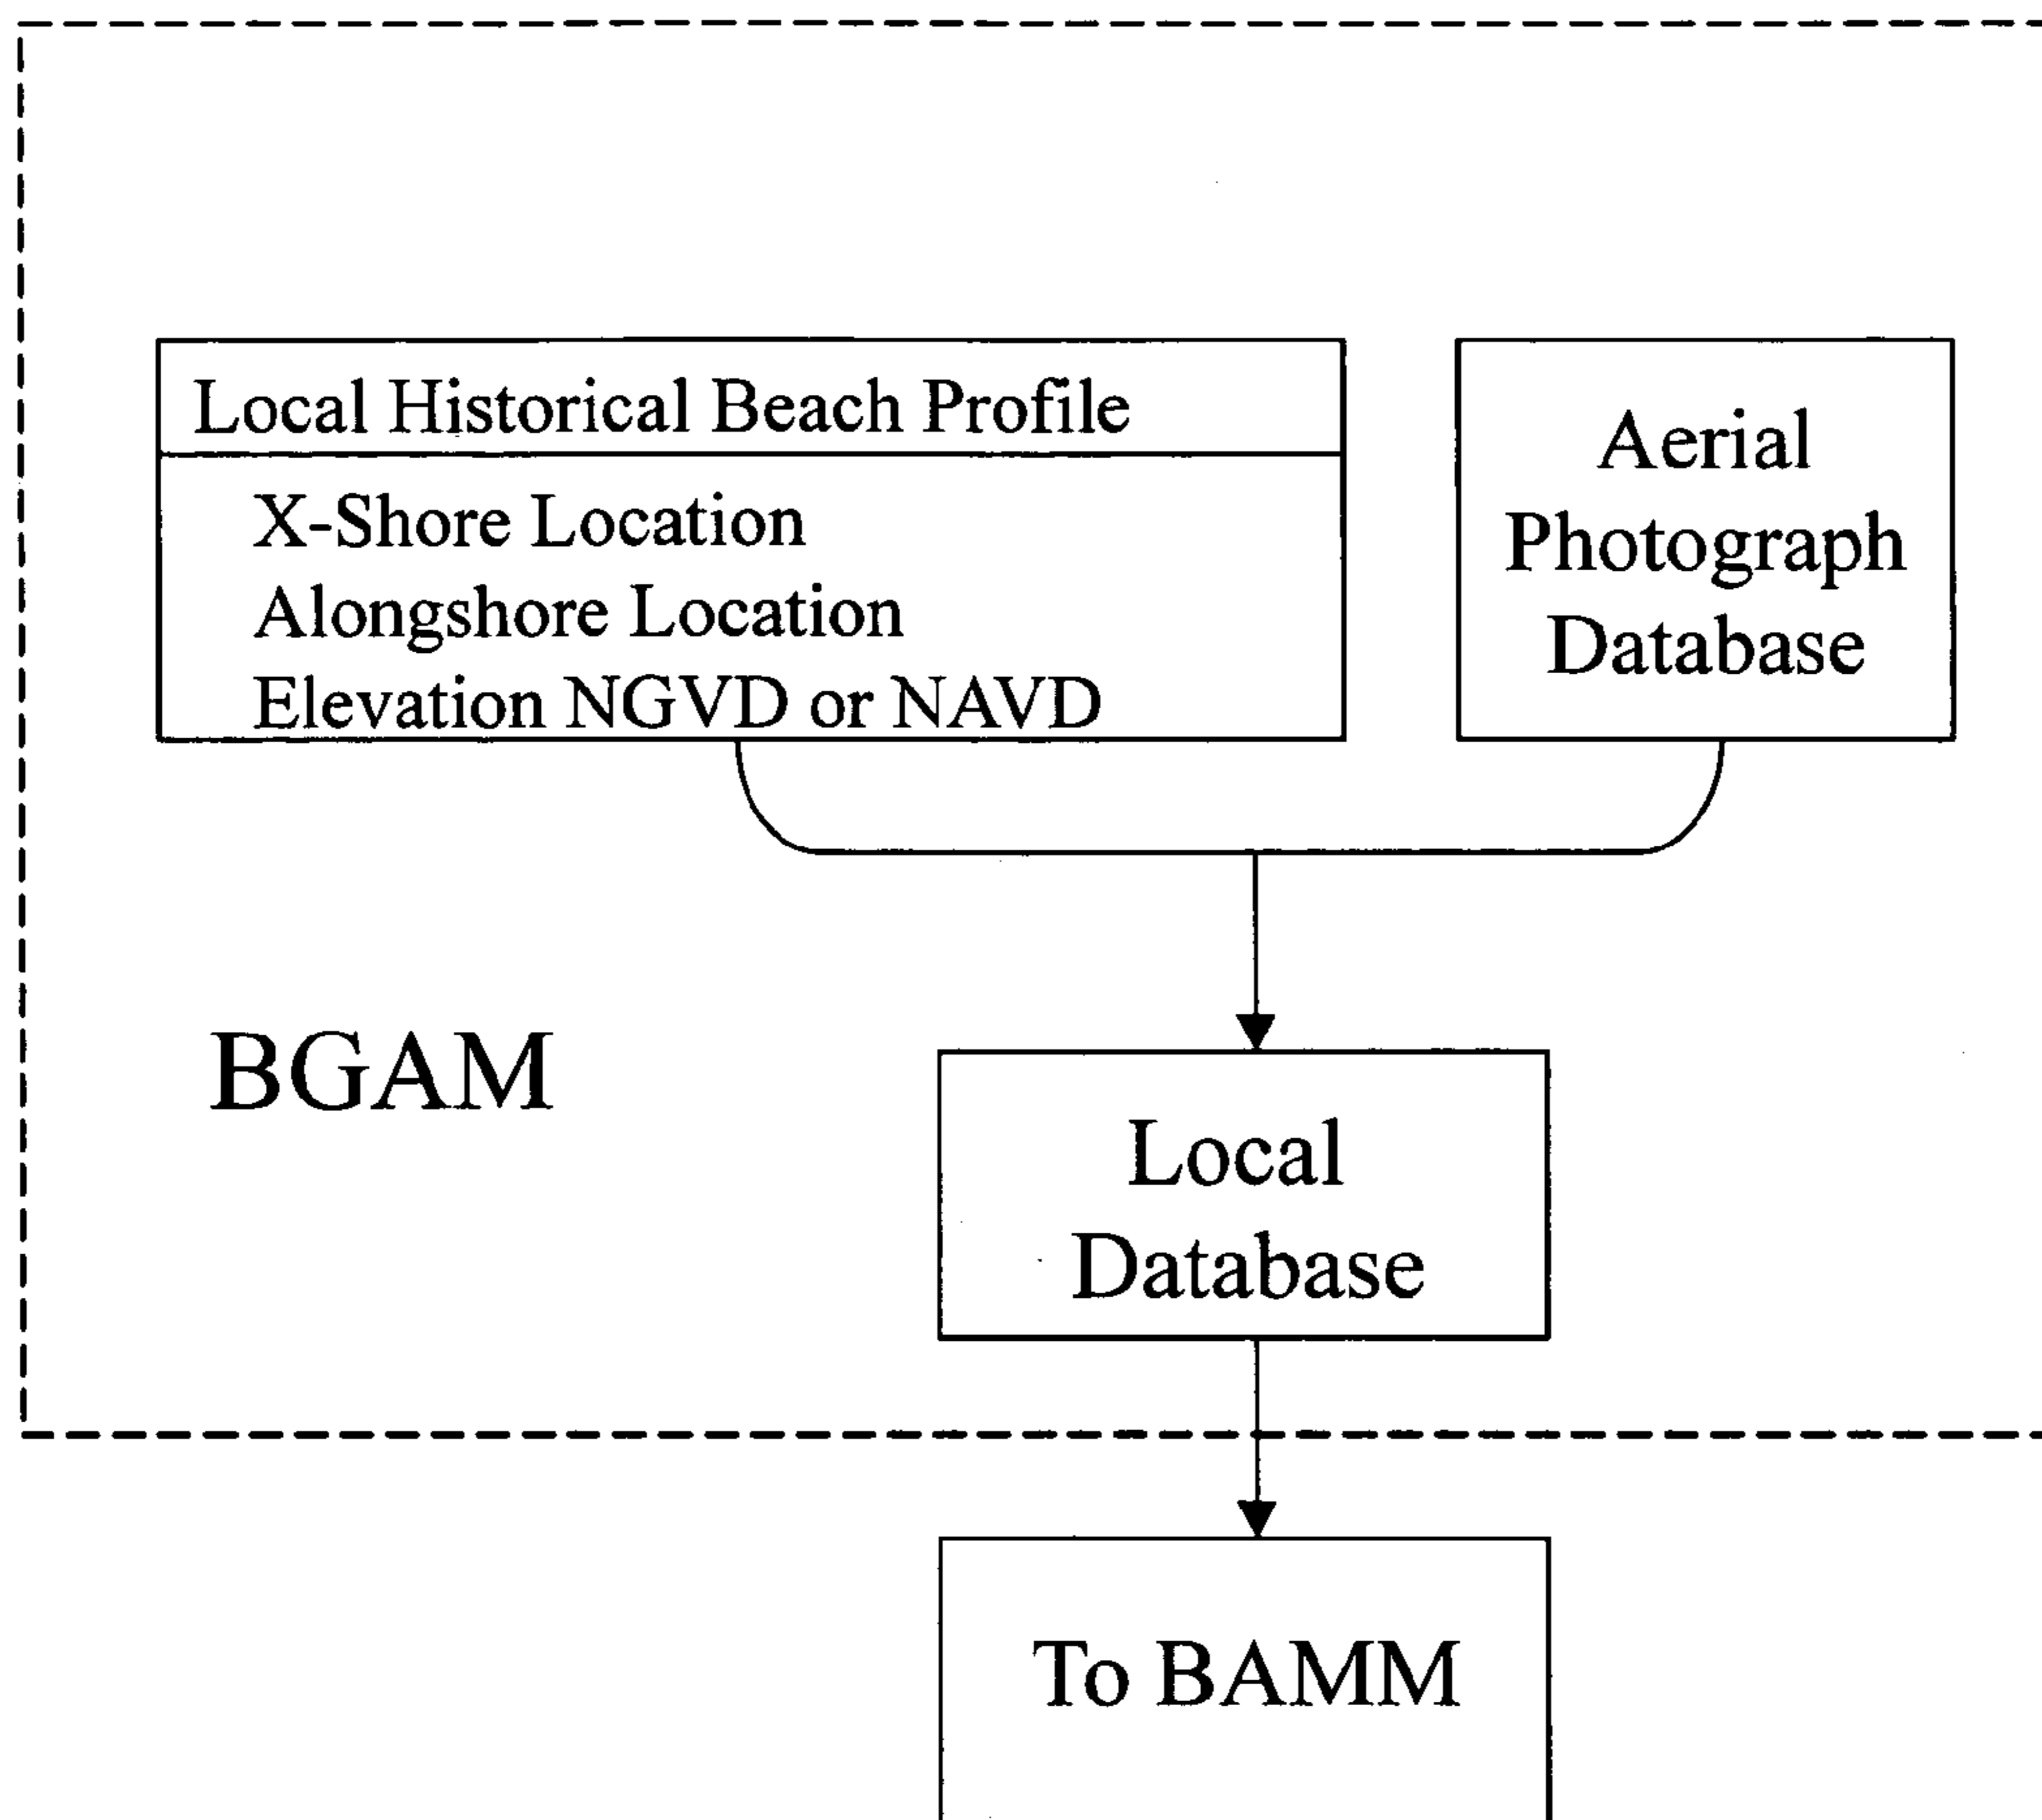 Local Historical Beach Profile
X-Shore Location
Alongshore Location
Elevation NGVD or NAVD
Aerial
Photograph
Database
BGAM
Local
Database
To BAMM